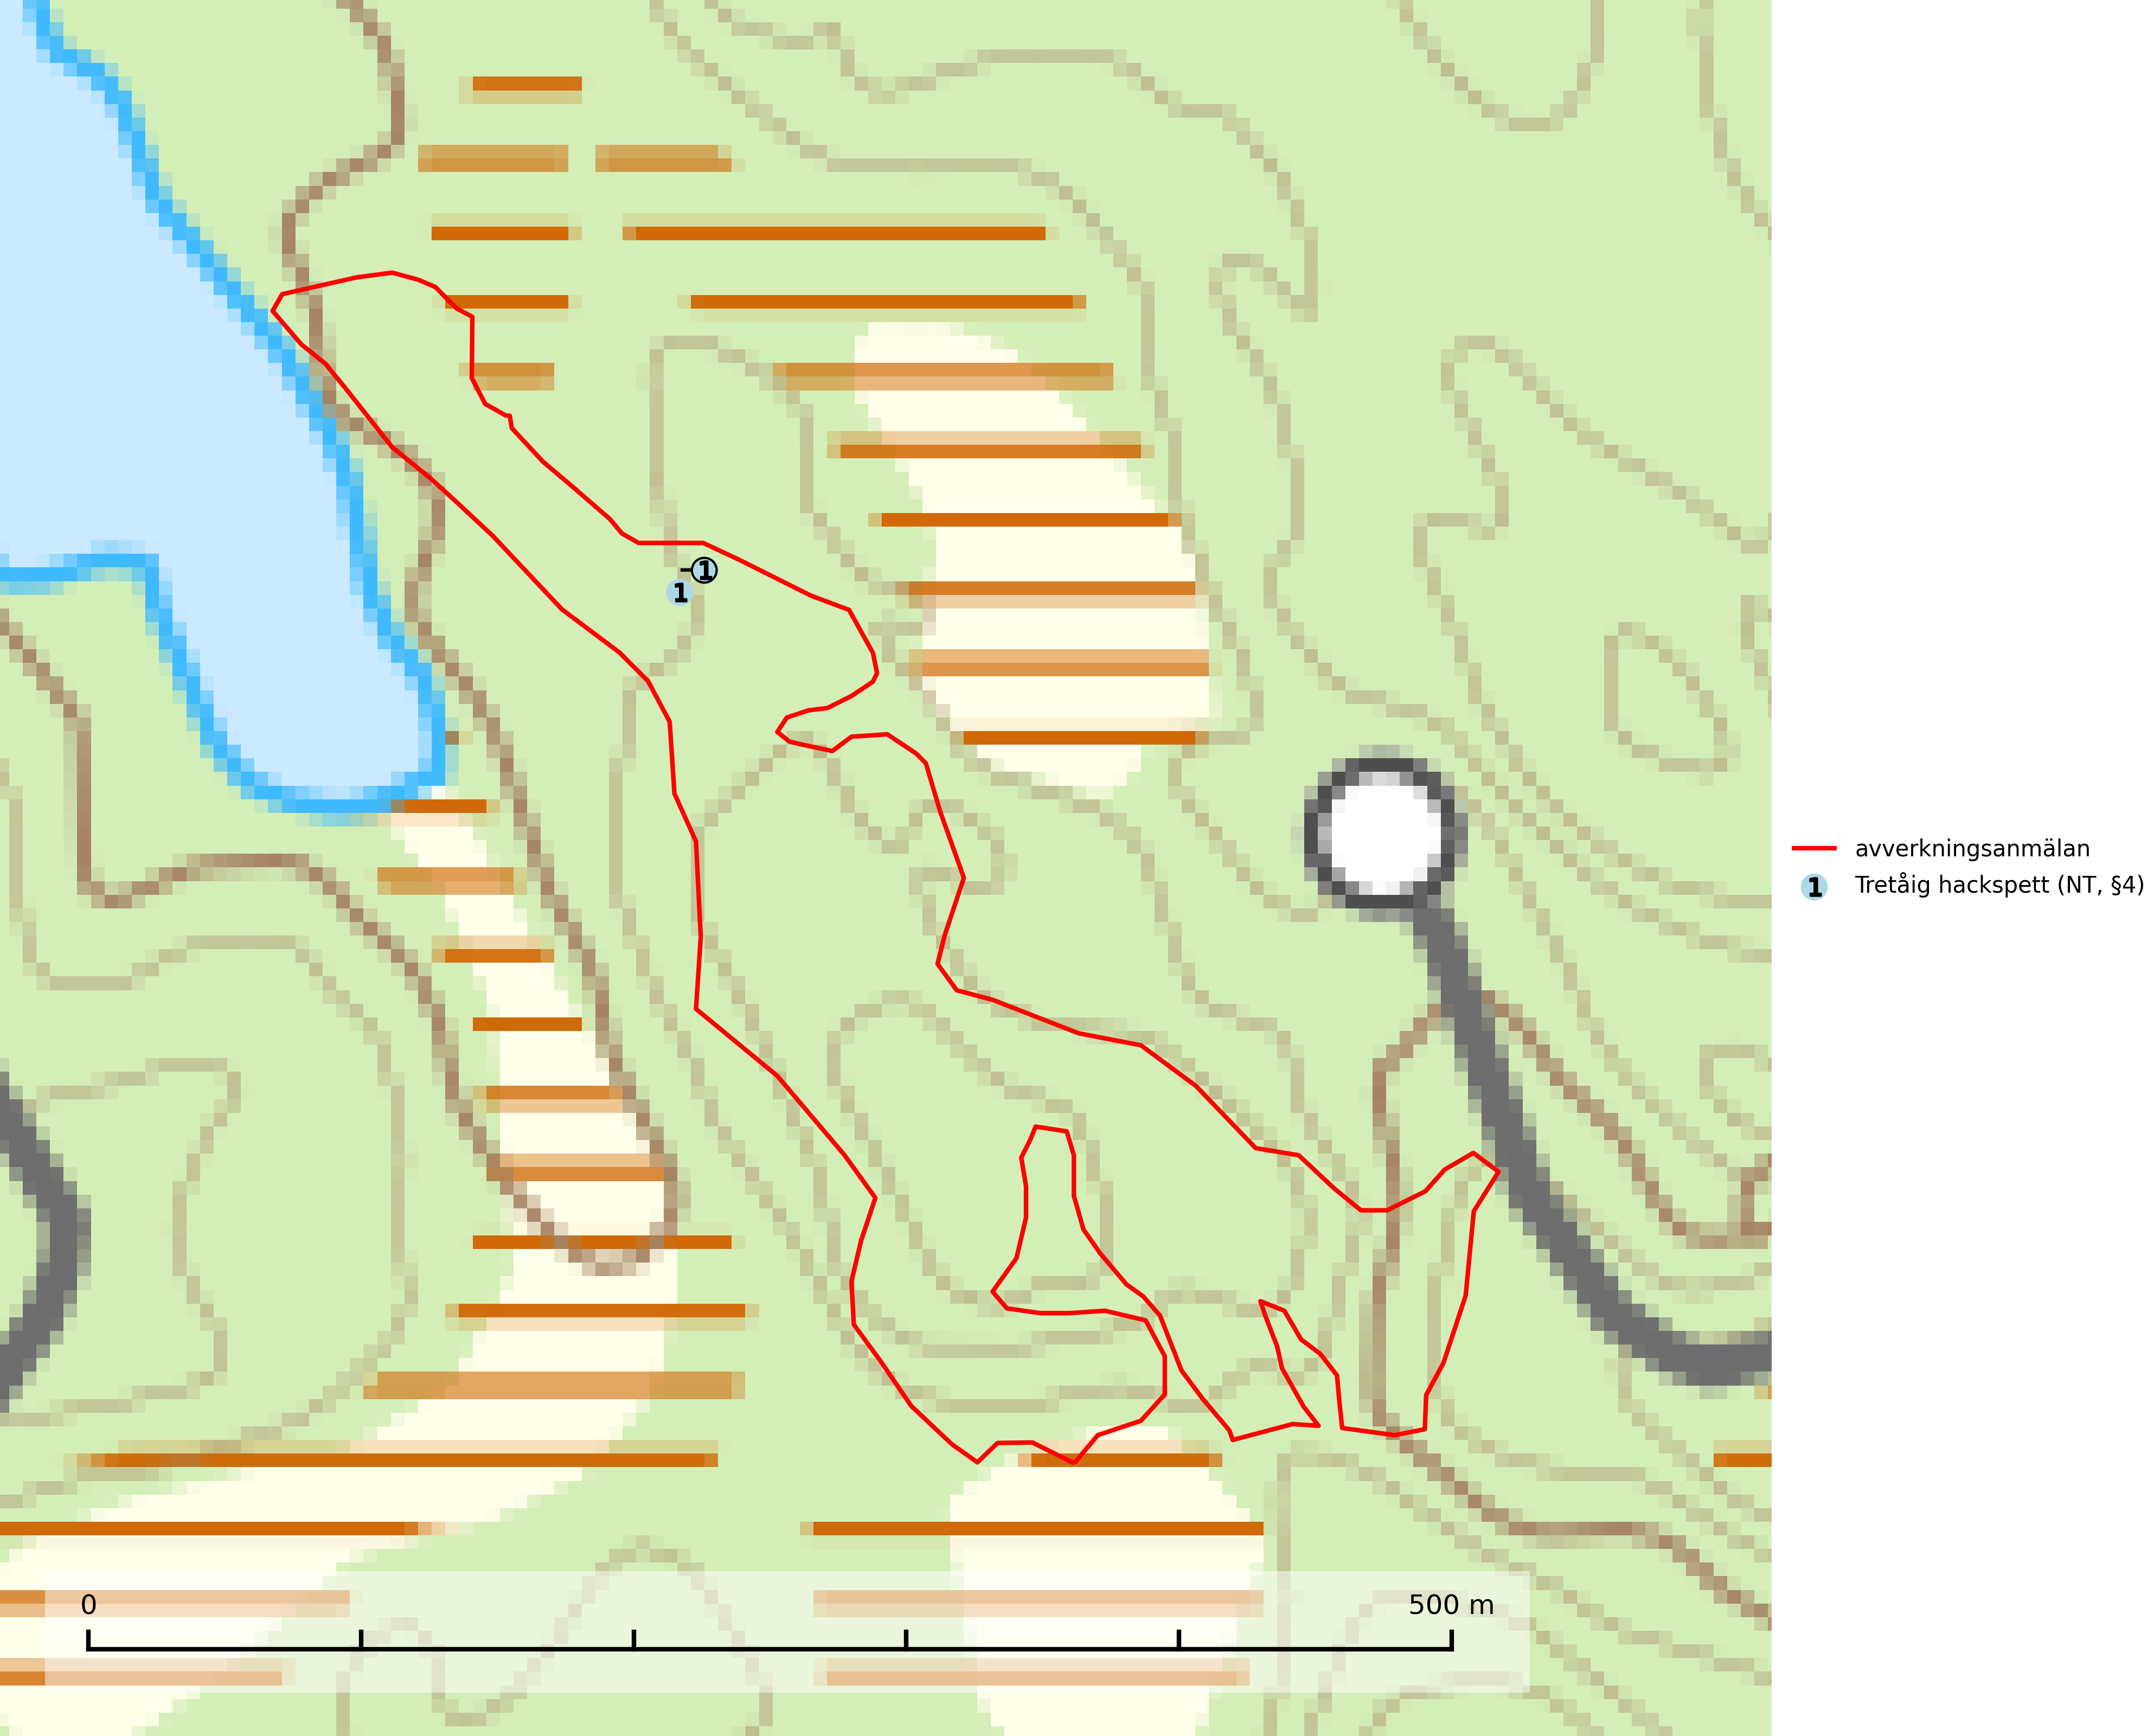 1
1
avverkningsanmälan
1 Tretåig hackspett (NT, §4)
0 500 m